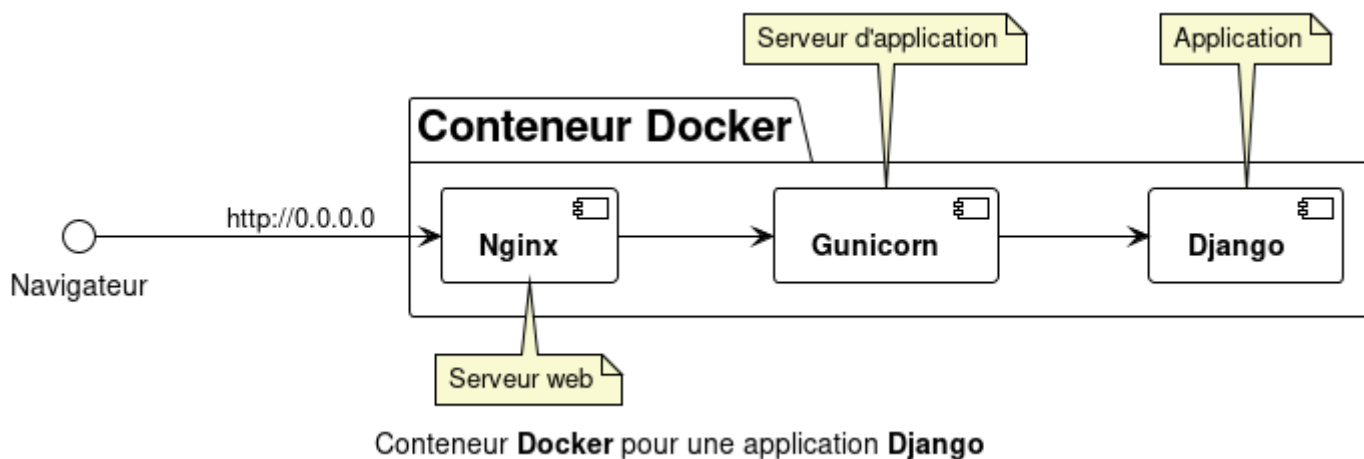 Serveur d'application
Application
Conteneur Docker
http://0.0.0.0
Nginx
Gunicorn
Django
Navigateur
Serveur web
Conteneur Docker pour une application Django